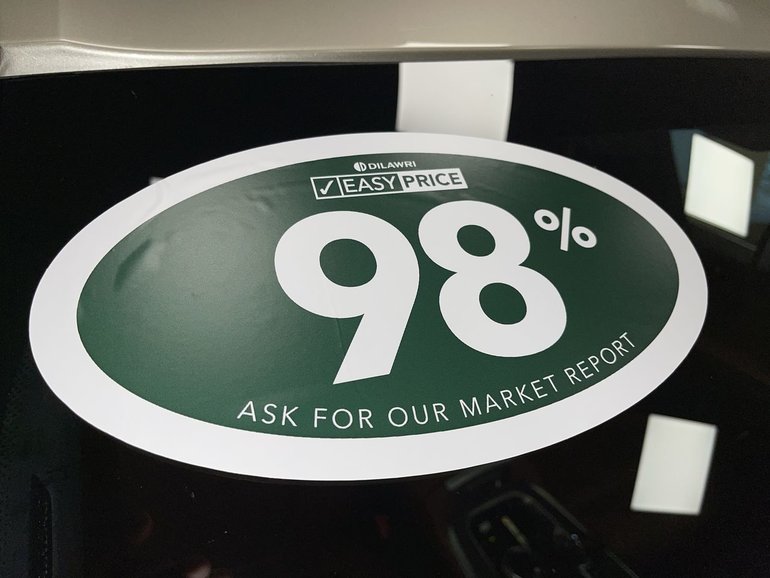 DILAWRI
✓ EASY PRICE
98%
ASK FOR OUR MARKET REPORT